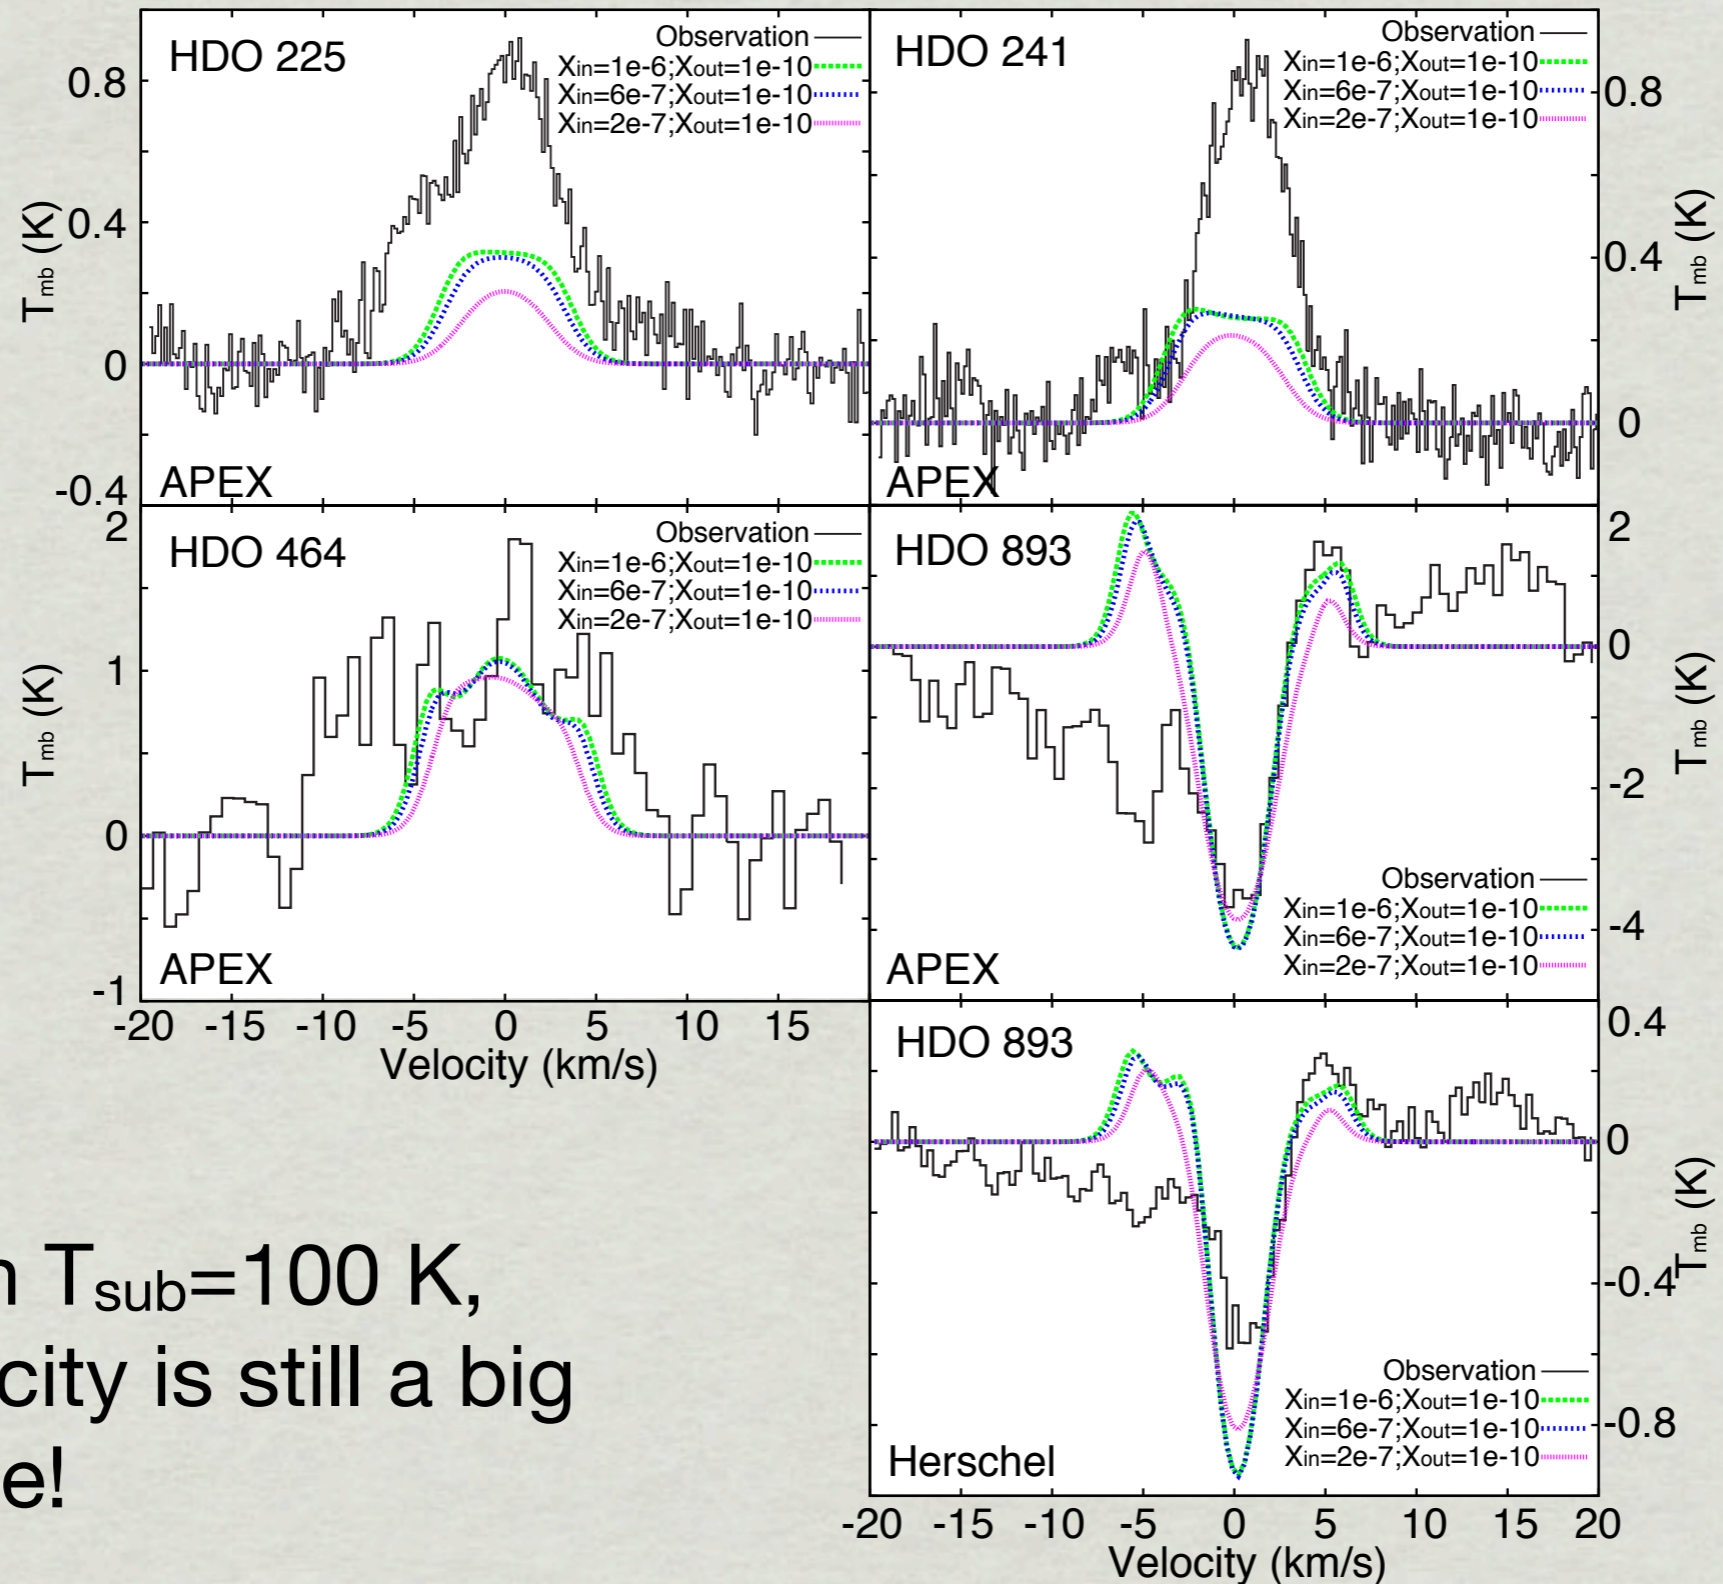 HDO 225
Observation
Xin=1e-6;Xout=1e-10
Xin=6e-7;Xout=1e-10
Xin=2e-7;Xout=1e-10
0.8
0.4
0
-0.4
Tmb (K)
APEX
HDO 241
Observation
Xin=1e-6;Xout=1e-10
Xin=6e-7;Xout=1e-10
Xin=2e-7;Xout=1e-10
0.8
0.4
0
Tmb (K)
APEX
HDO 464
Observation
Xin=1e-6;Xout=1e-10
Xin=6e-7;Xout=1e-10
Xin=2e-7;Xout=1e-10
2
1
0
-1
Tmb (K)
APEX
-20 -15 -10 -5 0 5 10 15
Velocity (km/s)
HDO 893
2
0
-2
-4
Tmb (K)
Observation
Xin=1e-6;Xout=1e-10
Xin=6e-7;Xout=1e-10
Xin=2e-7;Xout=1e-10
APEX
HDO 893
0.4
0
-0.4
-0.8
Tmb (K)
Observation
Xin=1e-6;Xout=1e-10
Xin=6e-7;Xout=1e-10
Xin=2e-7;Xout=1e-10
Herschel
-20 -15 -10 -5 0 5 10 15 20
Velocity (km/s)
Tsub=100 K,
is still a big